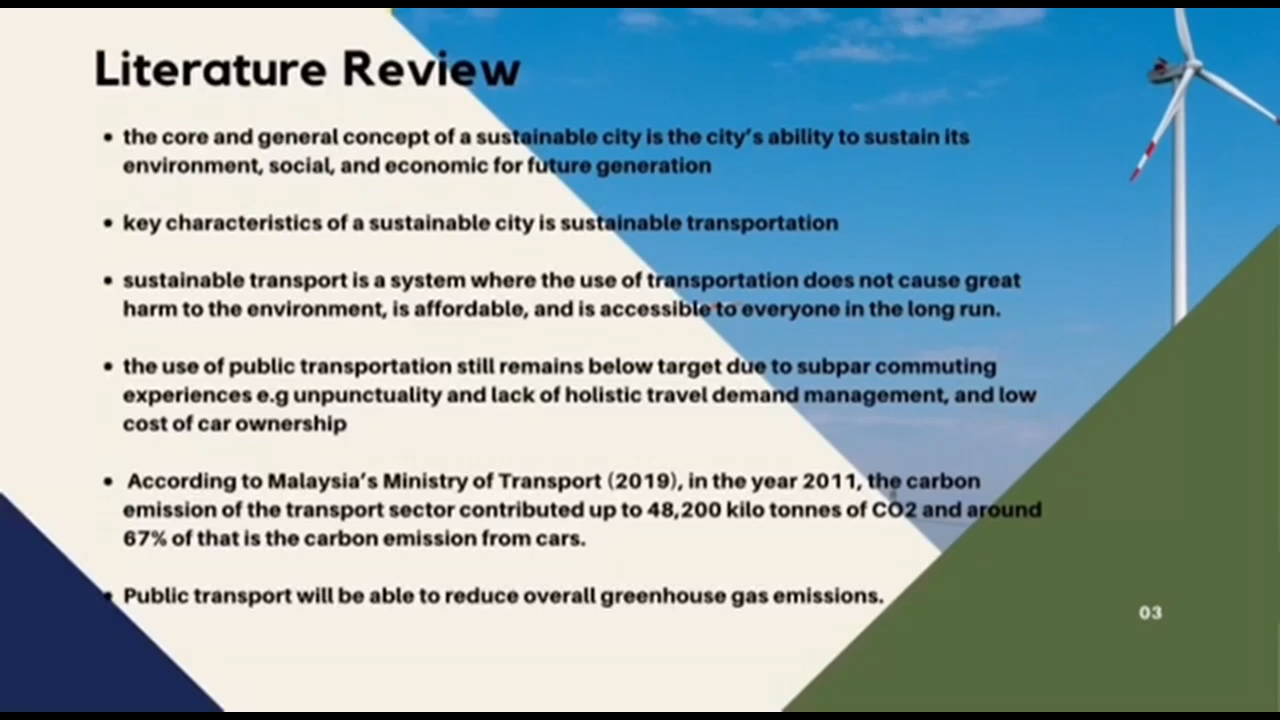 Literature Review
• the core and general concept of a sustainable city is the city's ability to sustain its
environment, social, and economic for future generation
• key characteristics of a sustainable city is sustainable transportation
• sustainable transport is a system where the use of transportation does not cause great
harm to the environment, is affordable, and is accessible to everyone in the long run.
• the use of public transportation still remains below target due to subpar commuting
experiences e.g unpunctuality and lack of holistic travel demand management, and low
cost of car ownership
• According to Malaysia's Ministry of Transport (2019), in the year 2011, the carbon
emission of the transport sector contributed up to 48,200 kilo tonnes of CO2 and around
67% of that is the carbon emission from cars.
• Public transport will be able to reduce overall greenhouse gas emissions.
03